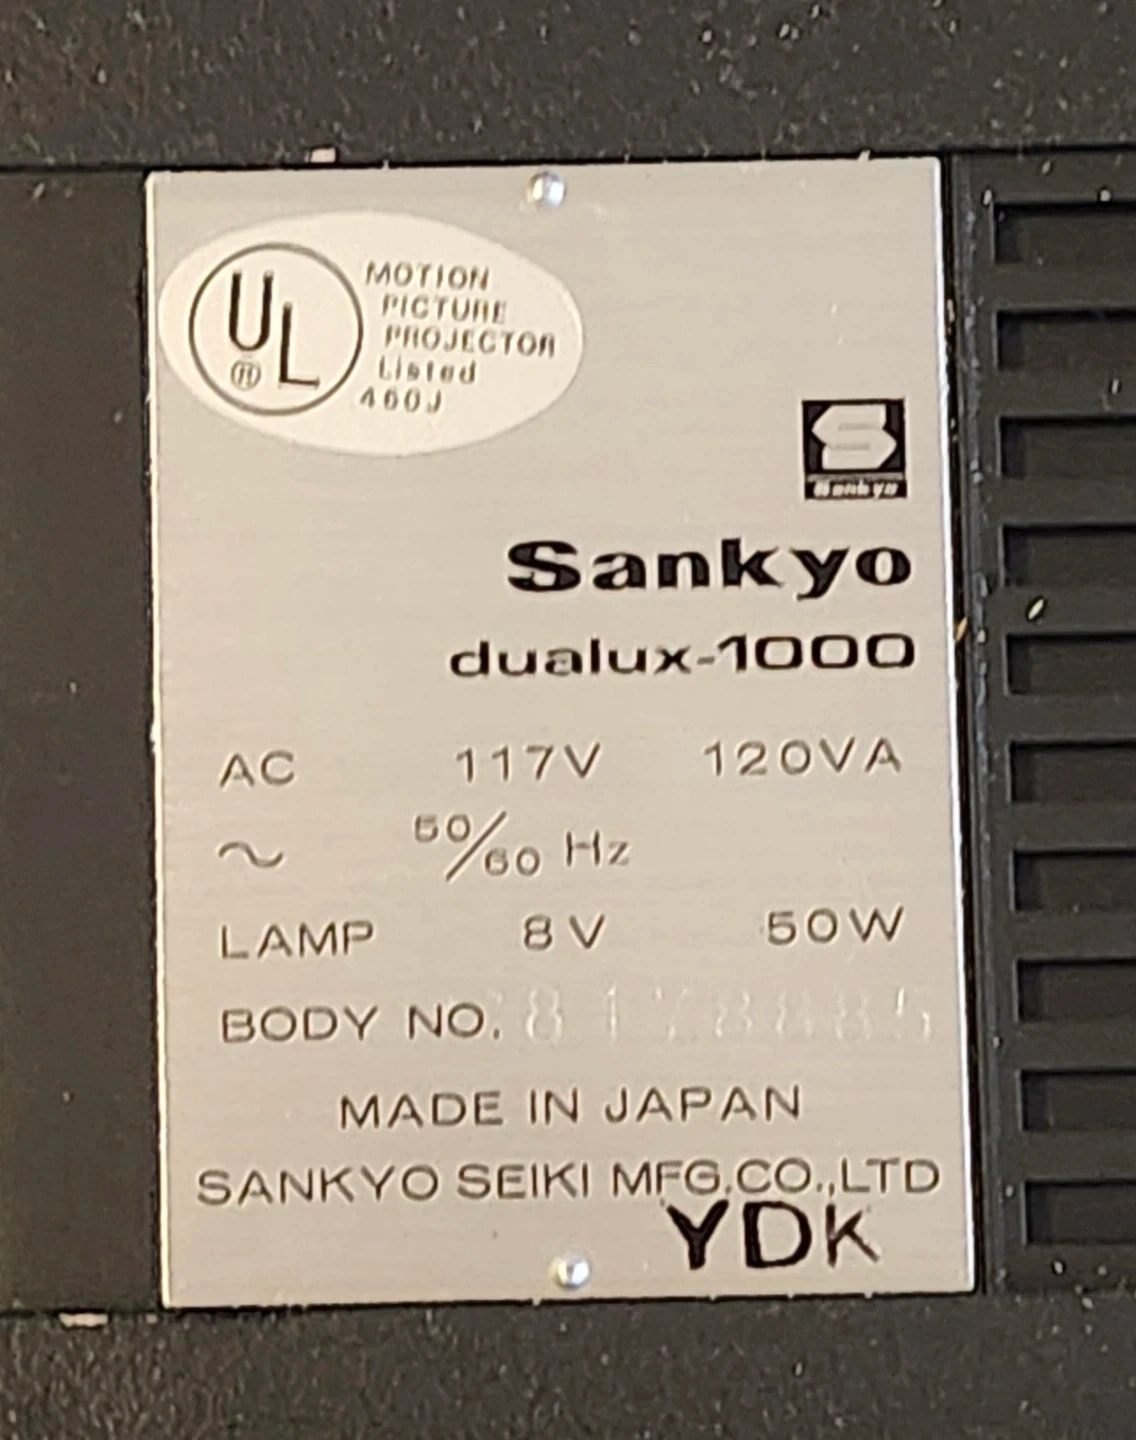 UL
®
MOTION
PICTURE
PROJECTOR
Listed
460J
Sankyo
Sankyo
dualux-1000
AC 117V 120VA
~ 50/60 Hz
LAMP 8V 50W
BODY NO.
MADE IN JAPAN
SANKYO SEIKI MFG.CO.,LTD
YDK